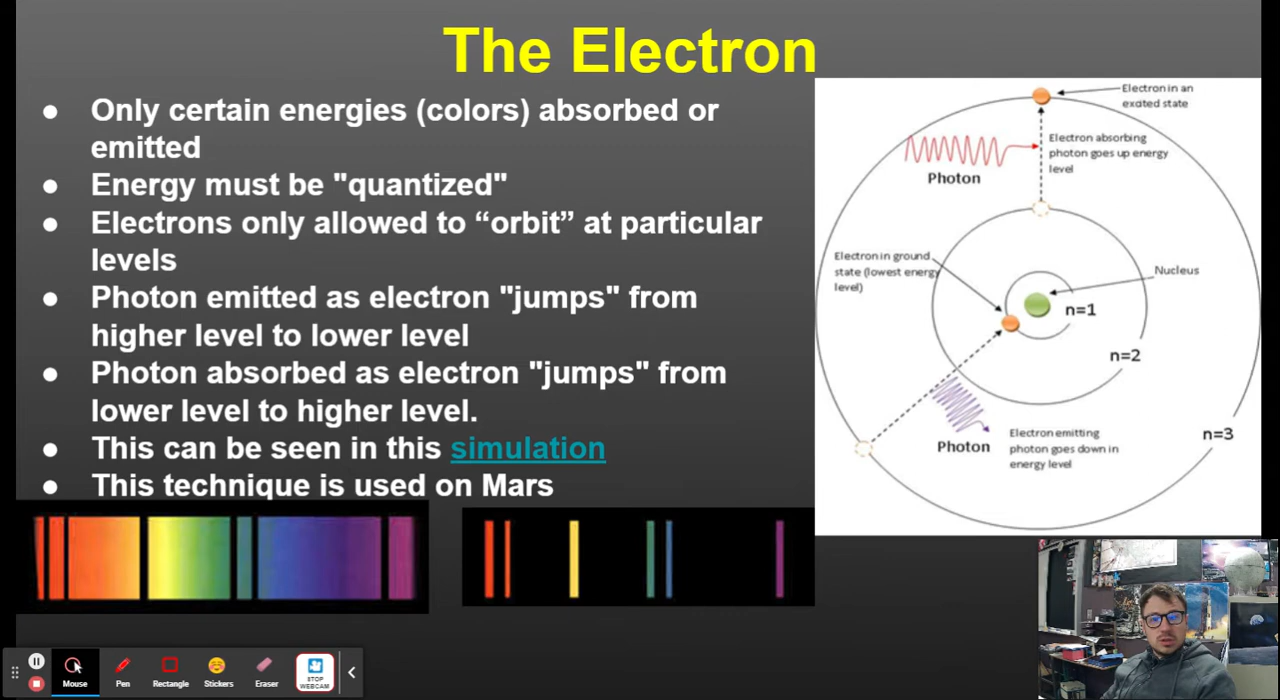 The Electron
● Only certain energies (colors) absorbed or
emitted
● Energy must be "quantized"
● Electrons only allowed to “orbit” at particular
levels
● Photon emitted as electron "jumps" from
higher level to lower level
● Photon absorbed as electron "jumps" from
lower level to higher level.
● This can be seen in this simulation
● This technique is used on Mars
Electron in an
excited state
Electron absorbing
photon goes up energy
level
Photon
Electron in ground
state (lowest energy
level)
Nucleus
n=1
n=2
n=3
Photon
Electron emitting
photon goes down in
energy level
Mouse
Pen
Rectangle
Stickers
Eraser
STOP
WEBCAM